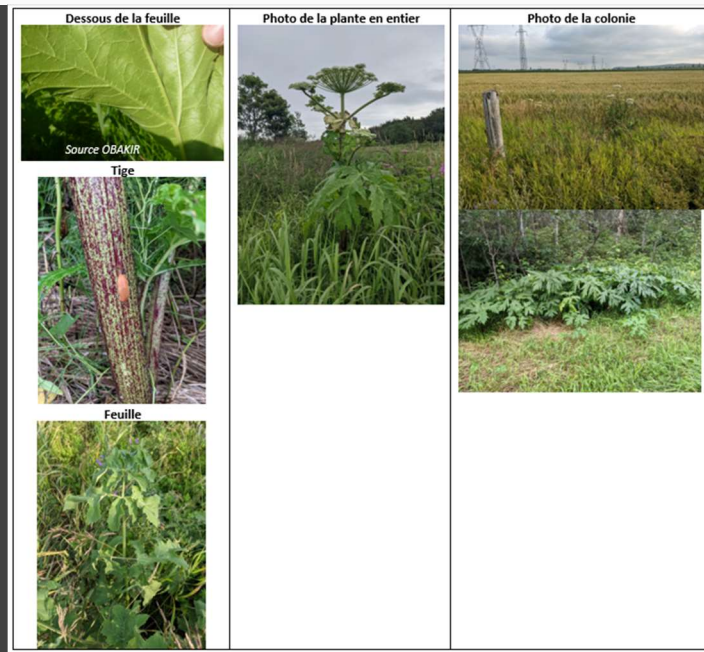 Dessous de la feuille
Photo de la plante en entier
Photo de la colonie
Source OBAKIR
Tige
Feuille